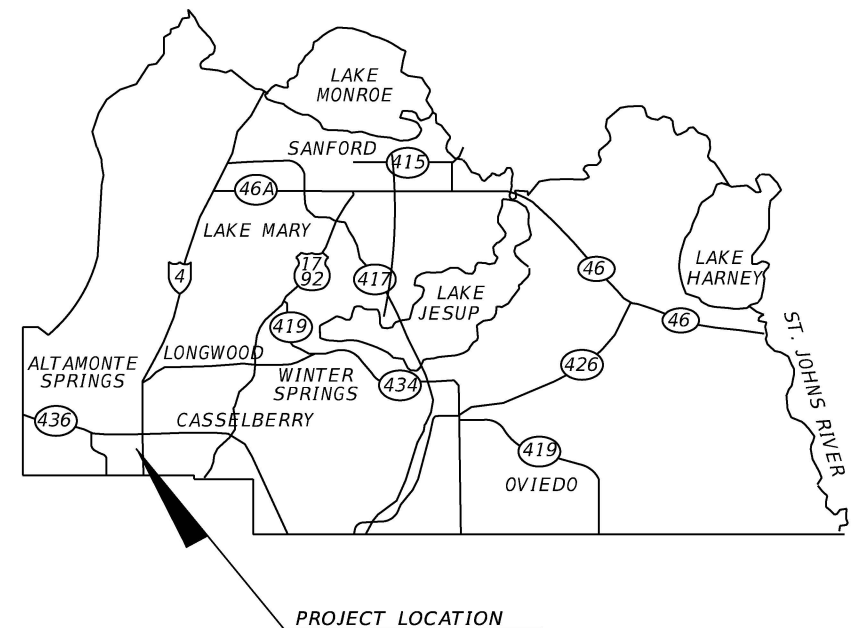 LAKE
MONROE
SANFORD
415
46A
LAKE MARY
4
17
92
417
46
LAKE
HARNEY
LAKE
JESUP
419
46
ST. JOHNS RIVER
ALTAMONTE
SPRINGS
LONGWOOD
WINTER
SPRINGS
434
426
436
CASSELBERRY
419
OVIEDO
PROJECT LOCATION